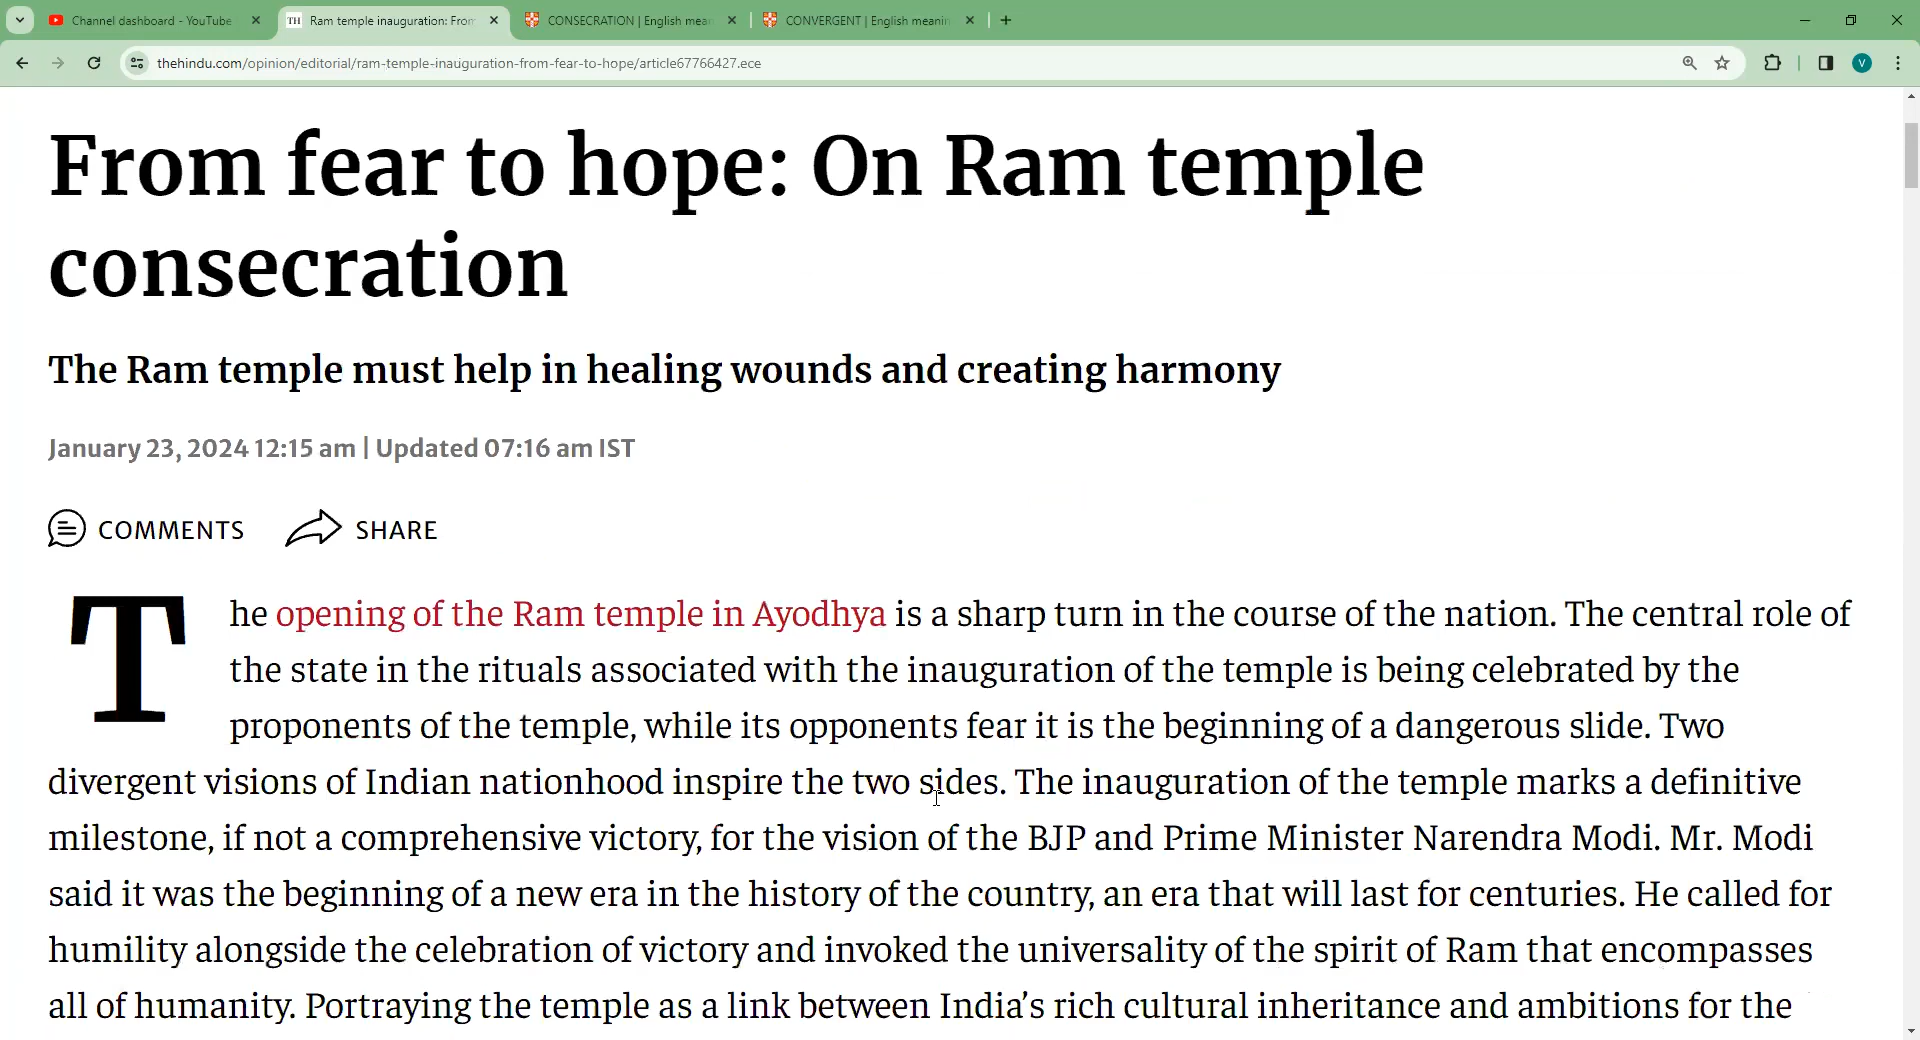 Channel dashboard - YouTube
Ram temple inauguration: From
CONSECRATION | English mean
CONVERGENT | English meanin
thehindu.com/opinion/editorial/ram-temple-inauguration-from-fear-to-hope/article67766427.ece
V
From fear to hope: On Ram temple
consecration
The Ram temple must help in healing wounds and creating harmony
January 23, 2024 12:15 am | Updated 07:16 am IST
COMMENTS SHARE
The opening of the Ram temple in Ayodhya is a sharp turn in the course of the nation. The central role of
the state in the rituals associated with the inauguration of the temple is being celebrated by the
proponents of the temple, while its opponents fear it is the beginning of a dangerous slide. Two
divergent visions of Indian nationhood inspire the two sides. The inauguration of the temple marks a definitive
milestone, if not a comprehensive victory, for the vision of the BJP and Prime Minister Narendra Modi. Mr. Modi
said it was the beginning of a new era in the history of the country, an era that will last for centuries. He called for
humility alongside the celebration of victory and invoked the universality of the spirit of Ram that encompasses
all of humanity. Portraying the temple as a link between India’s rich cultural inheritance and ambitions for the